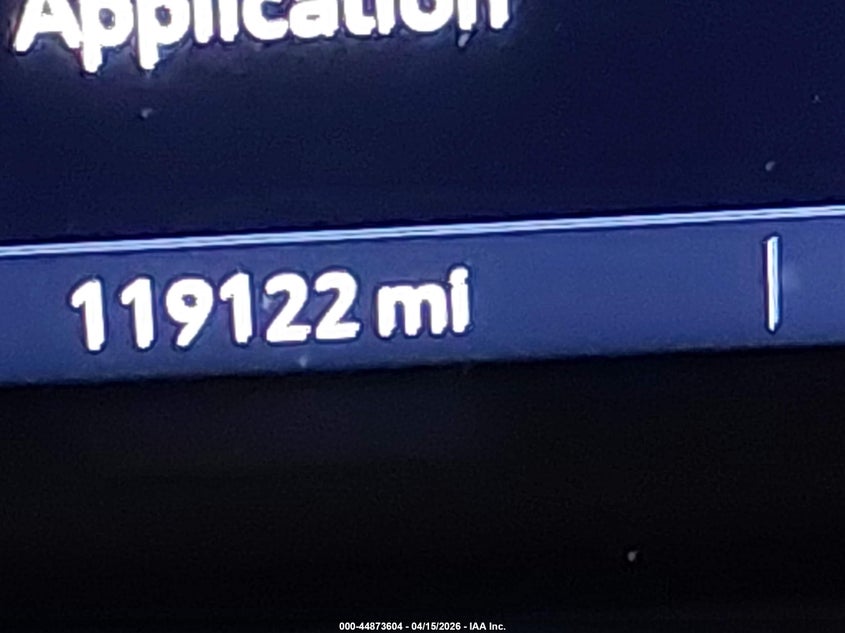 Application
119122 mi
000-44873604 - 04/15/2026 - IAA Inc.